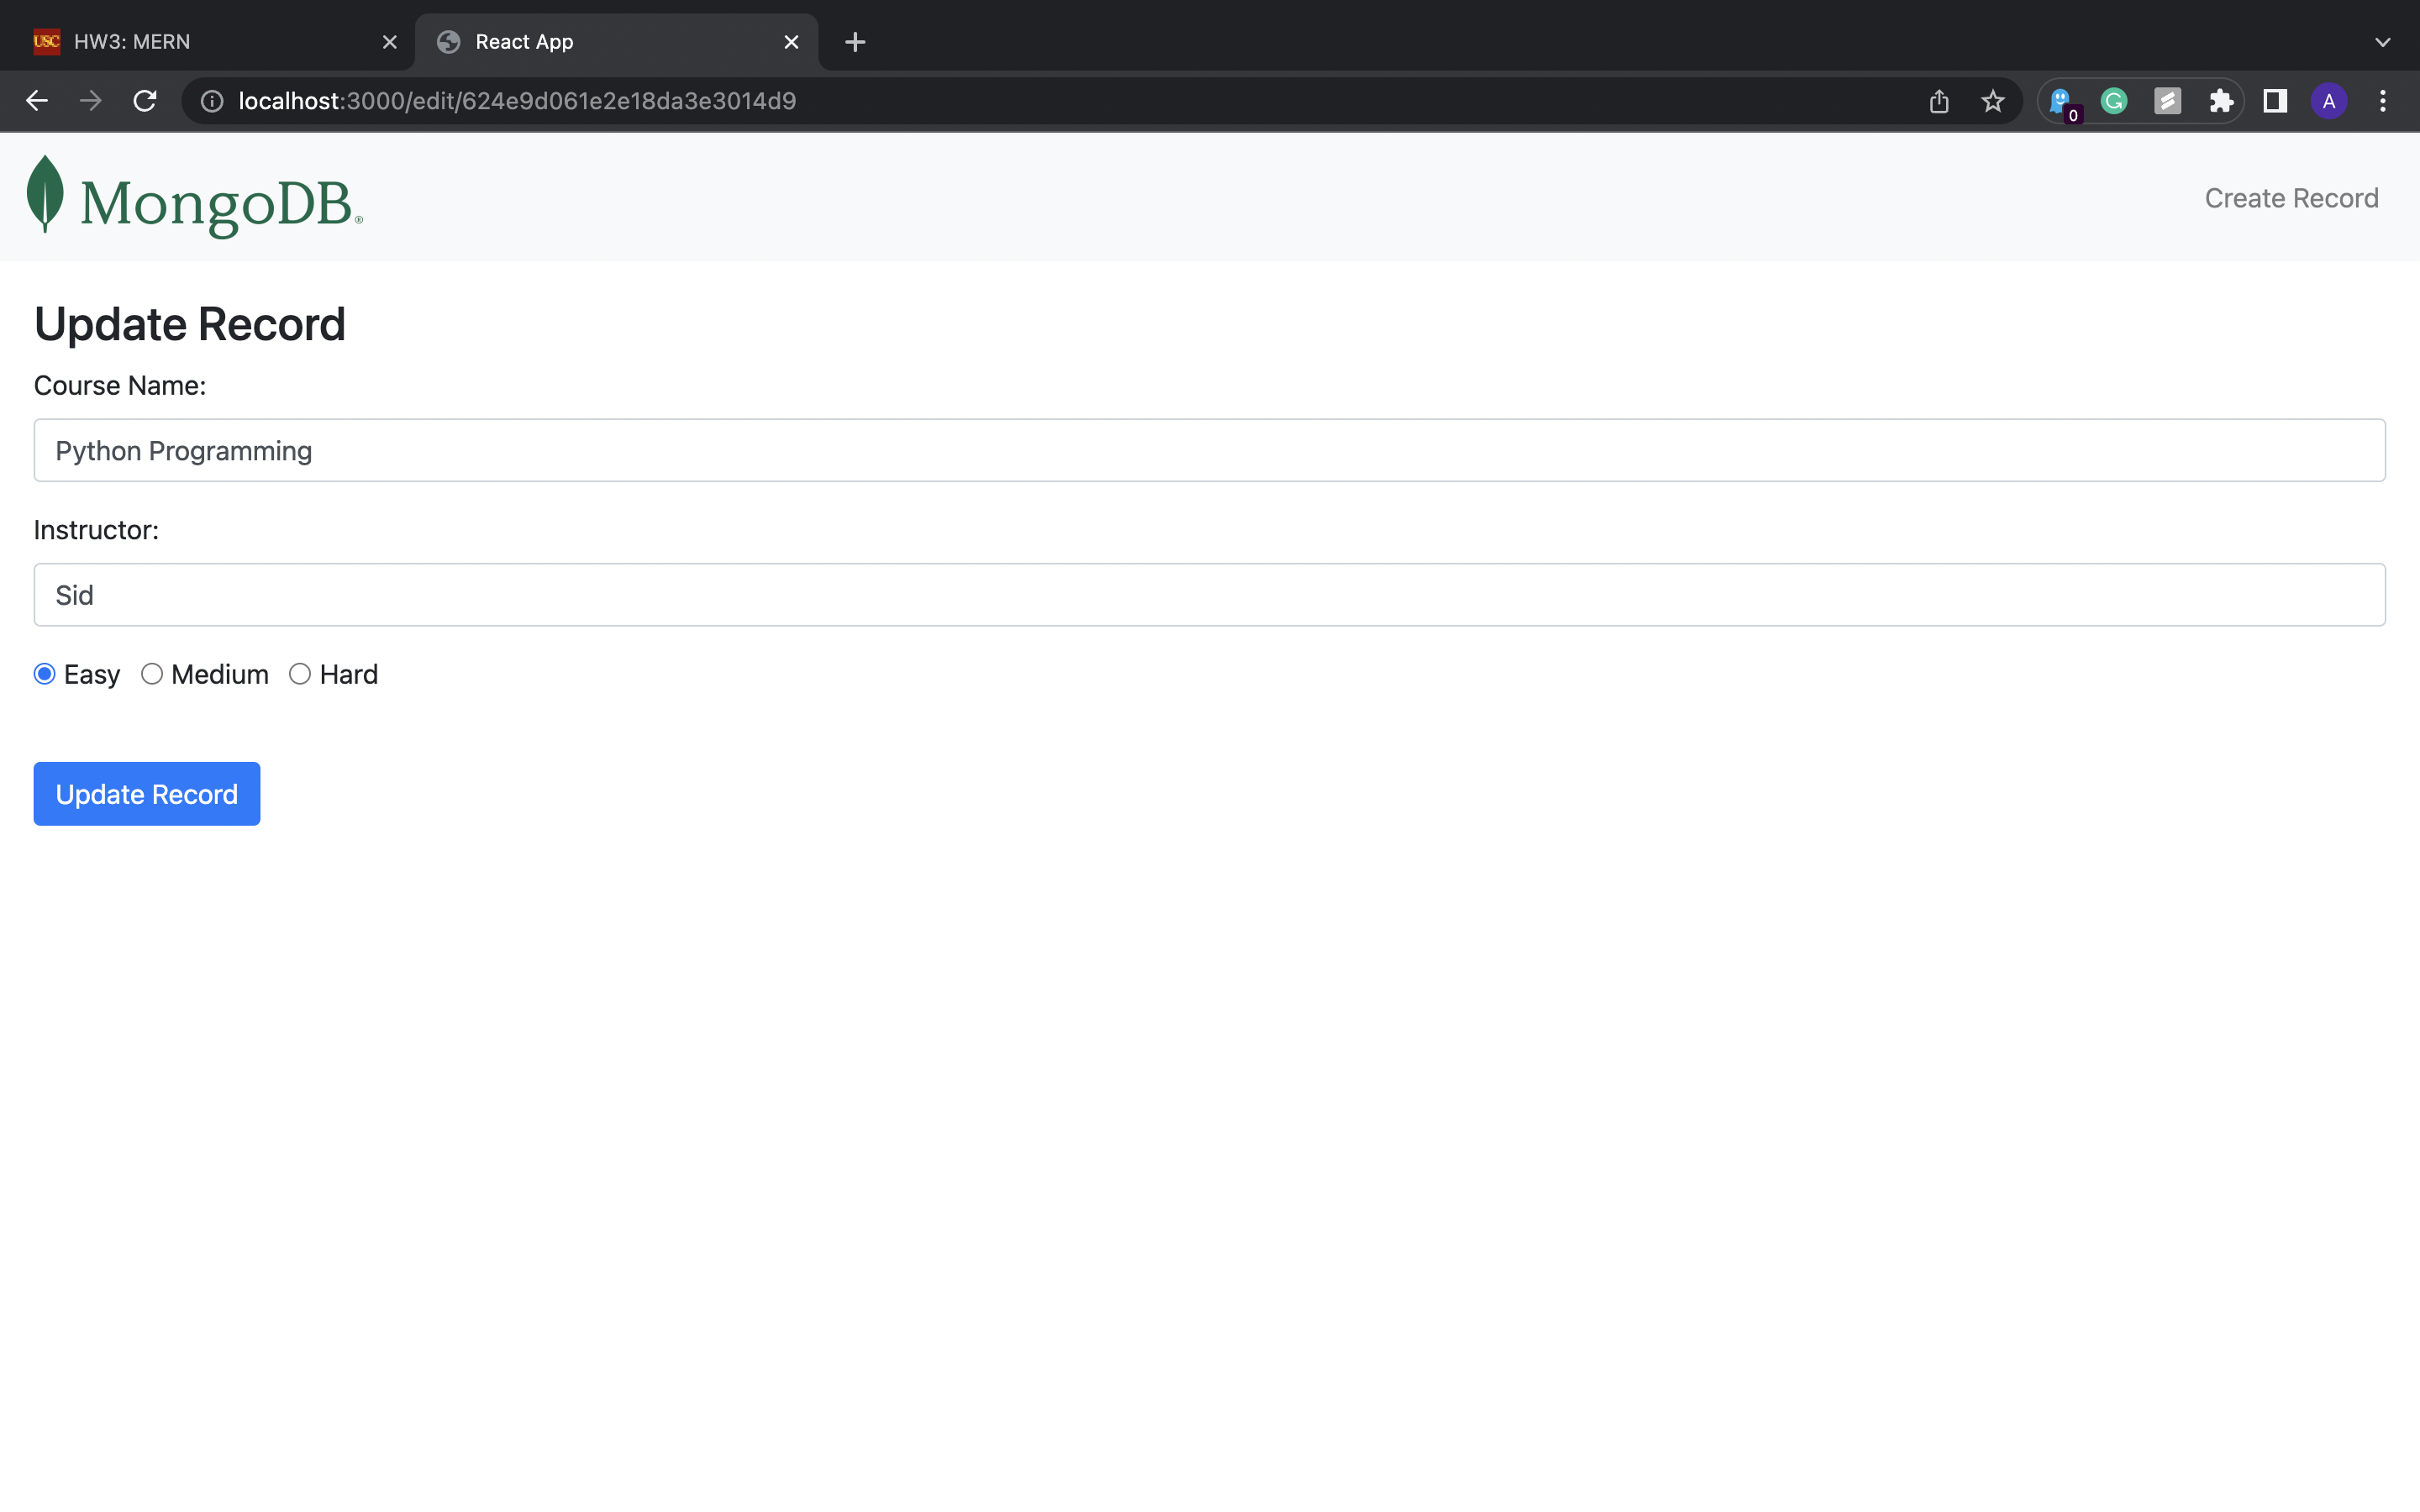 USC HW3: MERN React App
localhost:3000/edit/624e9d061e2e18da3e3014d9 0 A
MongoDB® Create Record
Update Record
Course Name:
Python Programming
Instructor:
Sid
Easy Medium Hard
Update Record